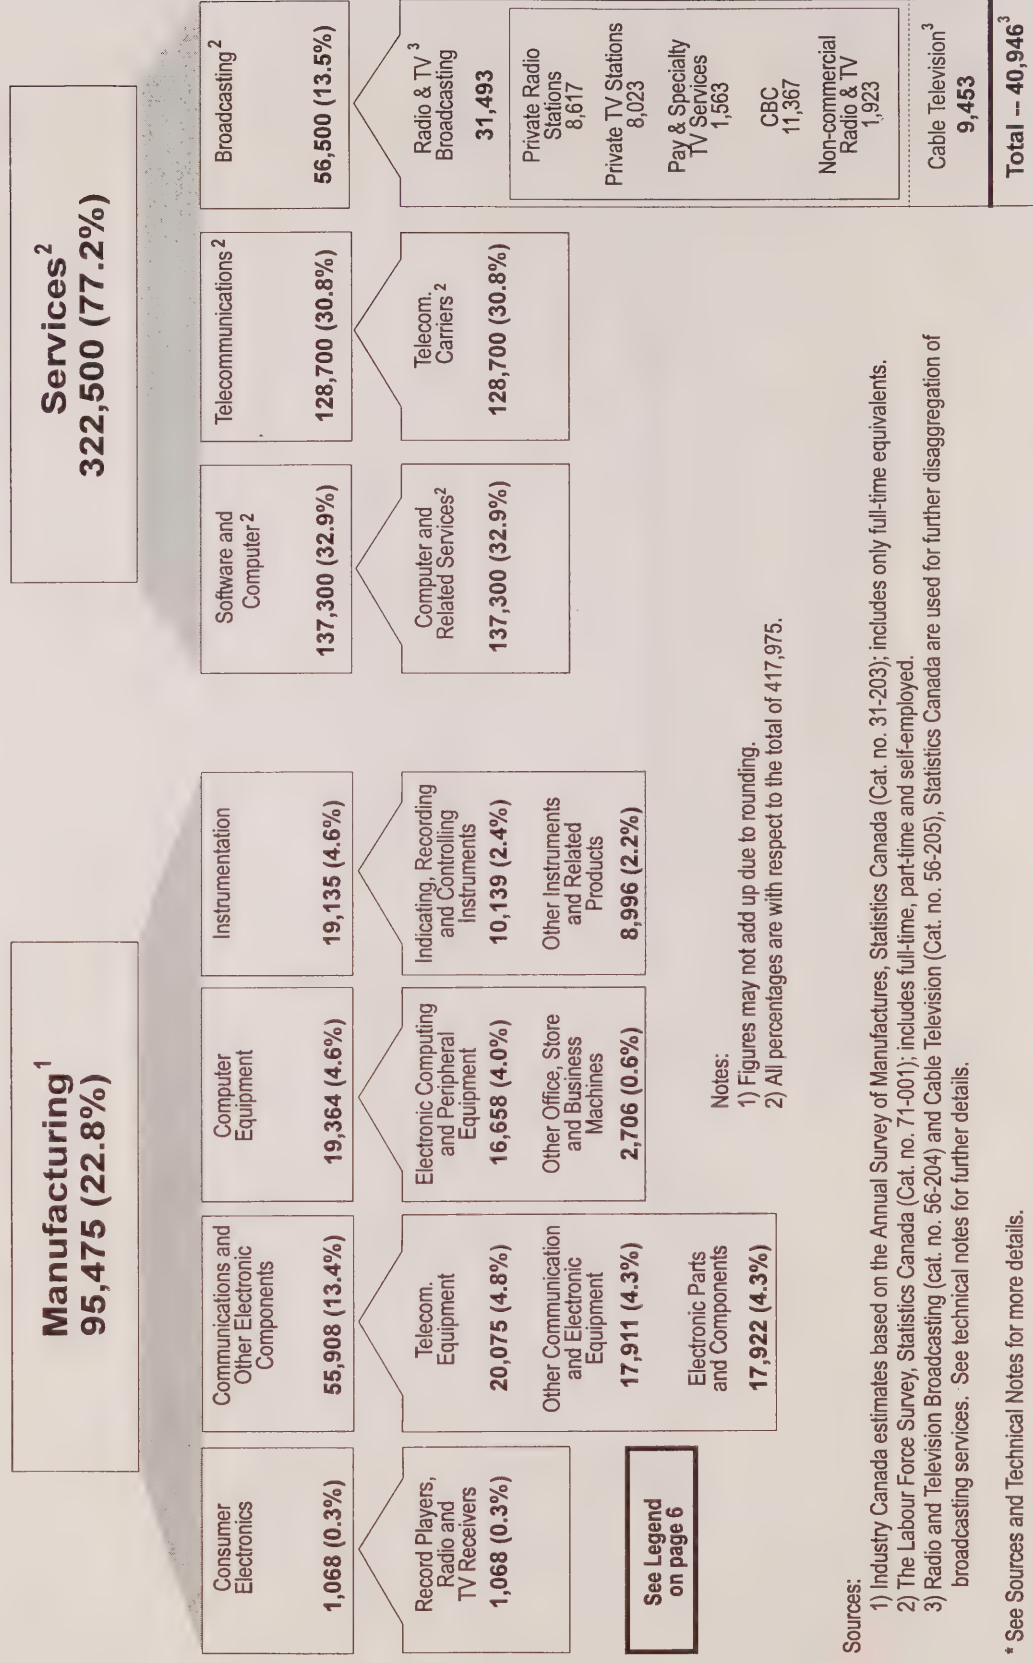 Manufacturing1
95,475 (22.8%)
Services2
322,500 (77.2%)
Consumer
Electronics
1,068 (0.3%)
Communications and
Other Electronic
Components
55,908 (13.4%)
Computer
Equipment
19,364 (4.6%)
Instrumentation
19,135 (4.6%)
Software and
Computer2
137,300 (32.9%)
Telecommunications2
128,700 (30.8%)
Broadcasting2
56,500 (13.5%)
Record Players,
Radio and
TV Receivers
1,068 (0.3%)
Telecom.
Equipment
20,075 (4.8%)
Other Communication
and Electronic
Equipment
17,911 (4.3%)
Electronic Parts
and Components
17,922 (4.3%)
Electronic Computing
and Peripheral
Equipment
16,658 (4.0%)
Other Office, Store
and Business
Machines
2,706 (0.6%)
Indicating, Recording
and Controlling
Instruments
10,139 (2.4%)
Other Instruments
and Related
Products
8,996 (2.2%)
Computer and
Related Services2
137,300 (32.9%)
Telecom.
Carriers2
128,700 (30.8%)
Radio & TV3
Broadcasting
31,493
Private Radio
Stations
8,617
Private TV Stations
8,023
Pay & Specialty
TV Services
1,563
CBC
11,367
Non-commercial
Radio & TV
1,923
Cable Television3
9,453
Total -- 40,9463
See Legend
on page 6
Notes:
1) Figures may not add up due to rounding.
2) All percentages are with respect to the total of 417,975.
Sources:
1) Industry Canada estimates based on the Annual Survey of Manufactures, Statistics Canada (Cat. no. 31-203); includes only full-time equivalents.
2) The Labour Force Survey, Statistics Canada (Cat. no. 71-001); includes full-time, part-time and self-employed.
3) Radio and Television Broadcasting (cat. no. 56-204) and Cable Television (Cat. no. 56-205), Statistics Canada are used for further disaggregation of
broadcasting services. See technical notes for further details.
* See Sources and Technical Notes for more details.